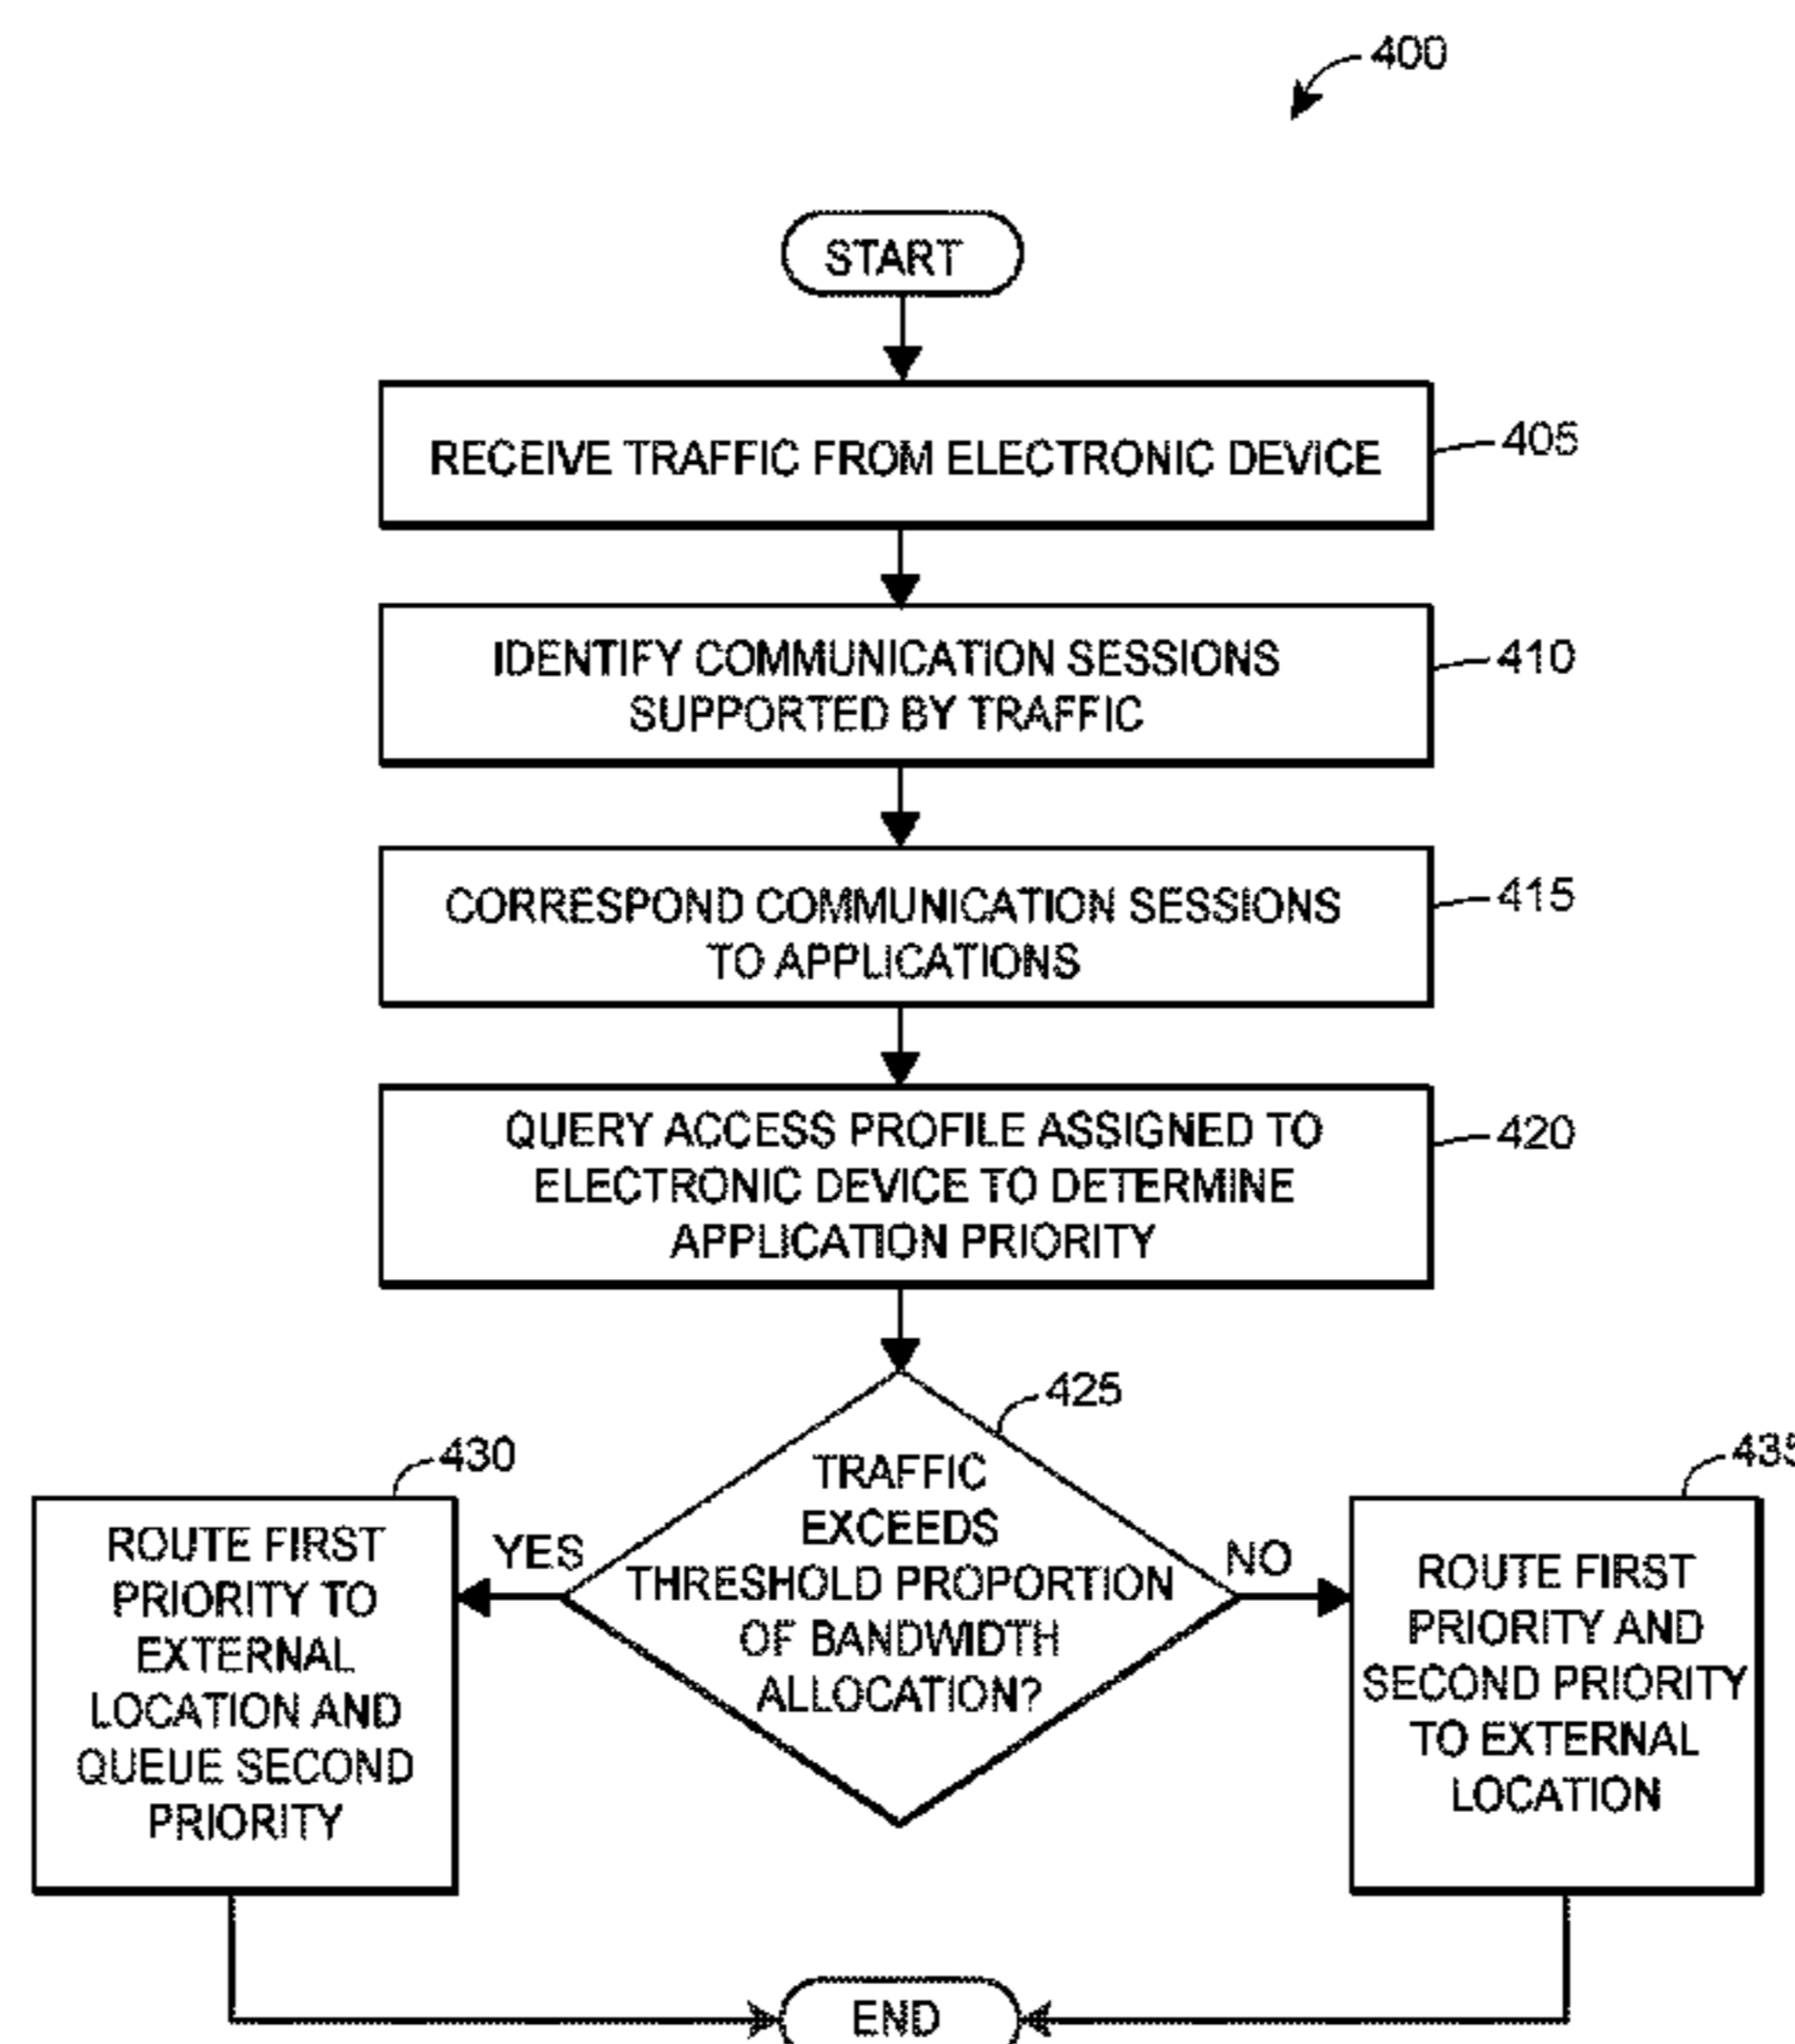 400
START
RECEIVE TRAFFIC FROM ELECTRONIC DEVICE
405
IDENTIFY COMMUNICATION SESSIONS
SUPPORTED BY TRAFFIC
410
CORRESPOND COMMUNICATION SESSIONS
TO APPLICATIONS
415
QUERY ACCESS PROFILE ASSIGNED TO
ELECTRONIC DEVICE TO DETERMINE
APPLICATION PRIORITY
420
425
TRAFFIC
EXCEEDS
THRESHOLD PROPORTION
OF BANDWIDTH
ALLOCATION?
YES
NO
430
ROUTE FIRST
PRIORITY TO
EXTERNAL
LOCATION AND
QUEUE SECOND
PRIORITY
435
ROUTE FIRST
PRIORITY AND
SECOND PRIORITY
TO EXTERNAL
LOCATION
END